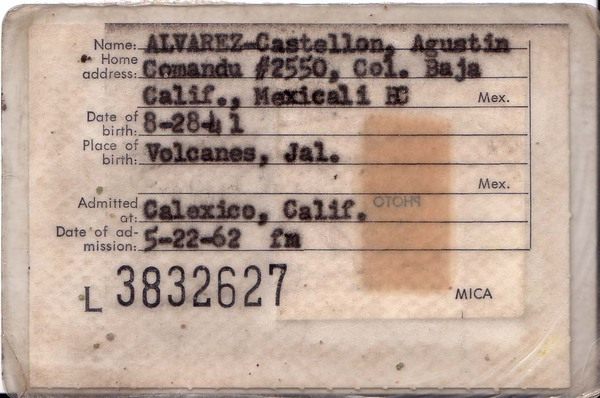 Name: ALVAREZ-Castellon, Agustin
Home address: Comandu #2550, Col. Baja
Calif., Mexicali BC Mex.
Date of birth: 8-28-41
Place of birth: Volcanes, Jal.
Mex.
Admitted at: Calexico, Calif.
PHOTO
Date of admission: 5-22-62 fm
L 3832627
MICA